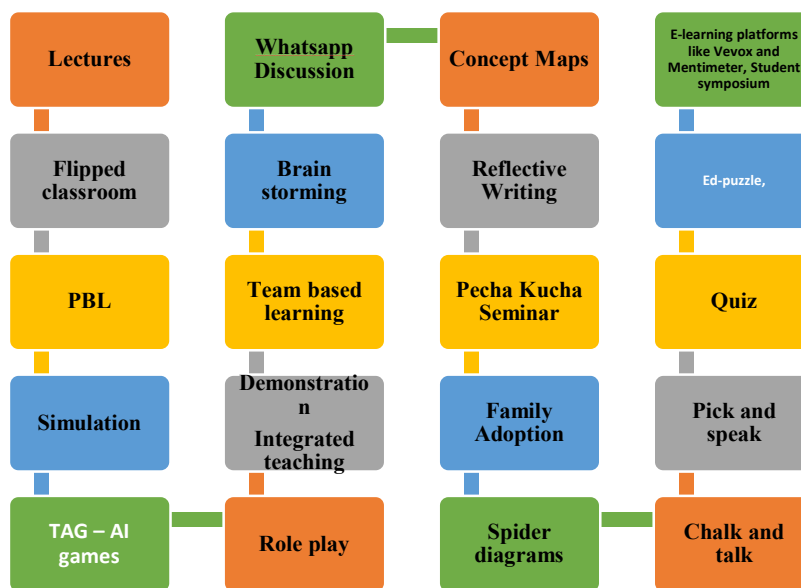 Lectures
Flipped
classroom
PBL
Simulation
TAG – AI
games
Whatsapp
Discussion
Brain
storming
Team based
learning
Demonstratio
n
Integrated
teaching
Role play
Concept Maps
Reflective
Writing
Pecha Kucha
Seminar
Family
Adoption
Spider
diagrams
E-learning platforms
like Vevox and
Mentimeter, Student
symposium
Ed-puzzle,
Quiz
Pick and
speak
Chalk and
talk